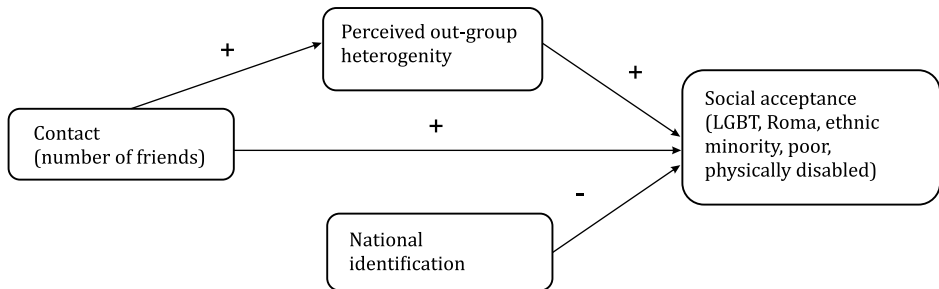 Perceived out-group
heterogenity
+
+
Contact
(number of friends)
+
Social acceptance
(LGBT, Roma, ethnic
minority, poor,
physically disabled)
-
National
identification